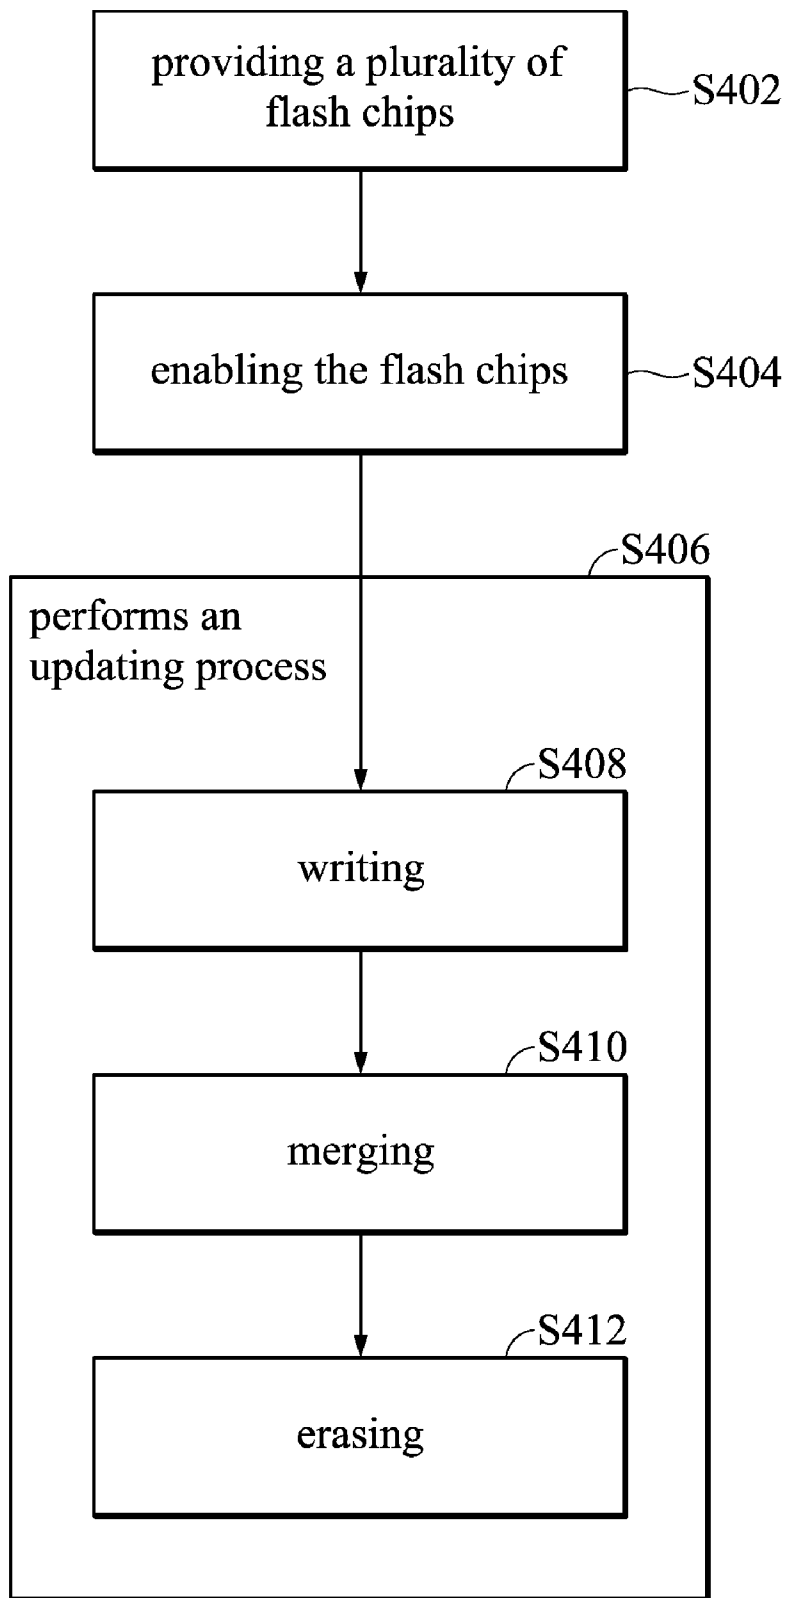 providing a plurality of
flash chips
S402
enabling the flash chips
S404
S406
performs an
updating process
S408
writing
S410
merging
S412
erasing